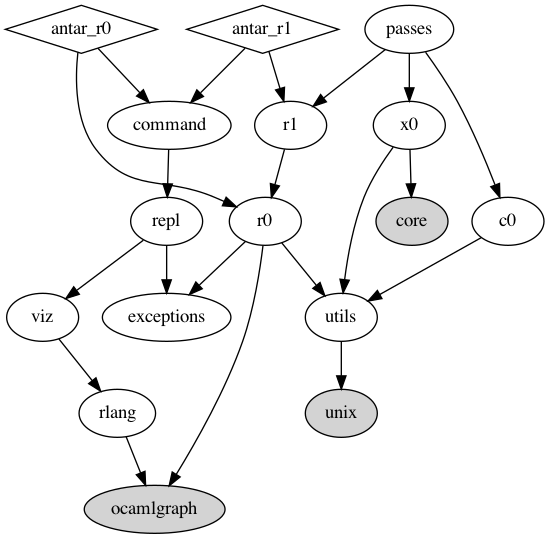 antar_r0
antar_r1
passes
command
r1
x0
repl
r0
core
c0
viz
exceptions
utils
rlang
unix
ocamlgraph